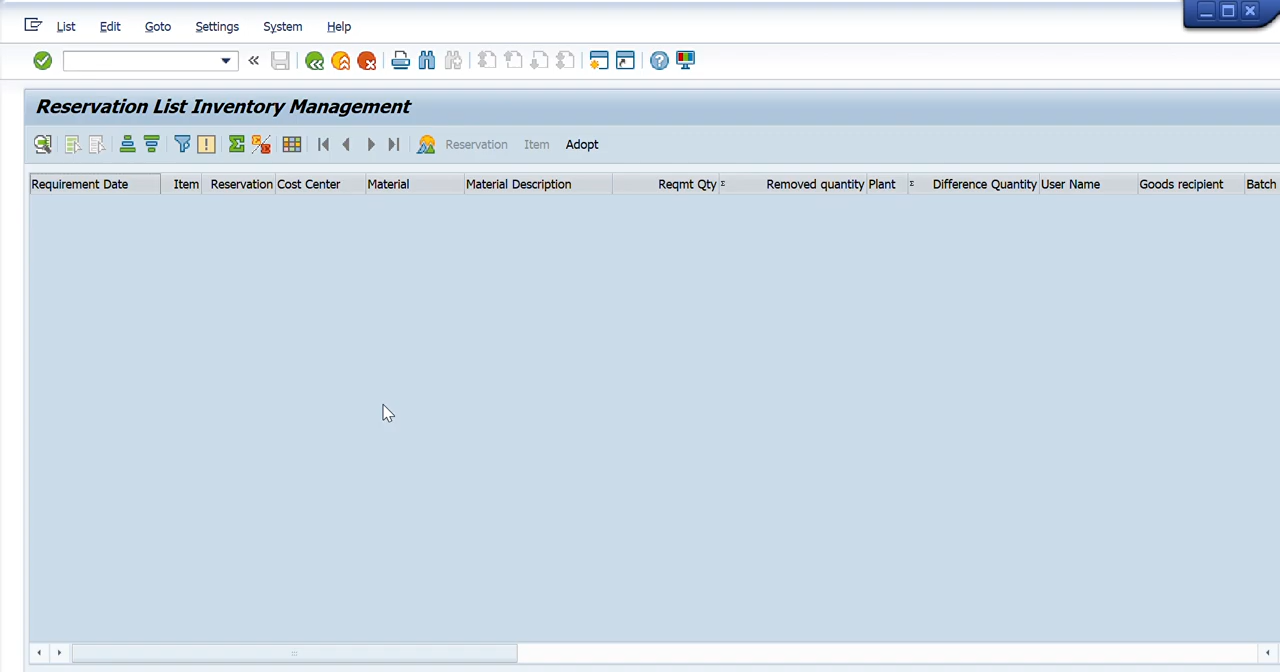 List Edit Goto Settings System Help
Reservation List Inventory Management
Reservation Item Adopt
Requirement Date Item Reservation Cost Center Material Material Description Reqmt Qty Σ Removed quantity Plant Σ Difference Quantity User Name Goods recipient Batch